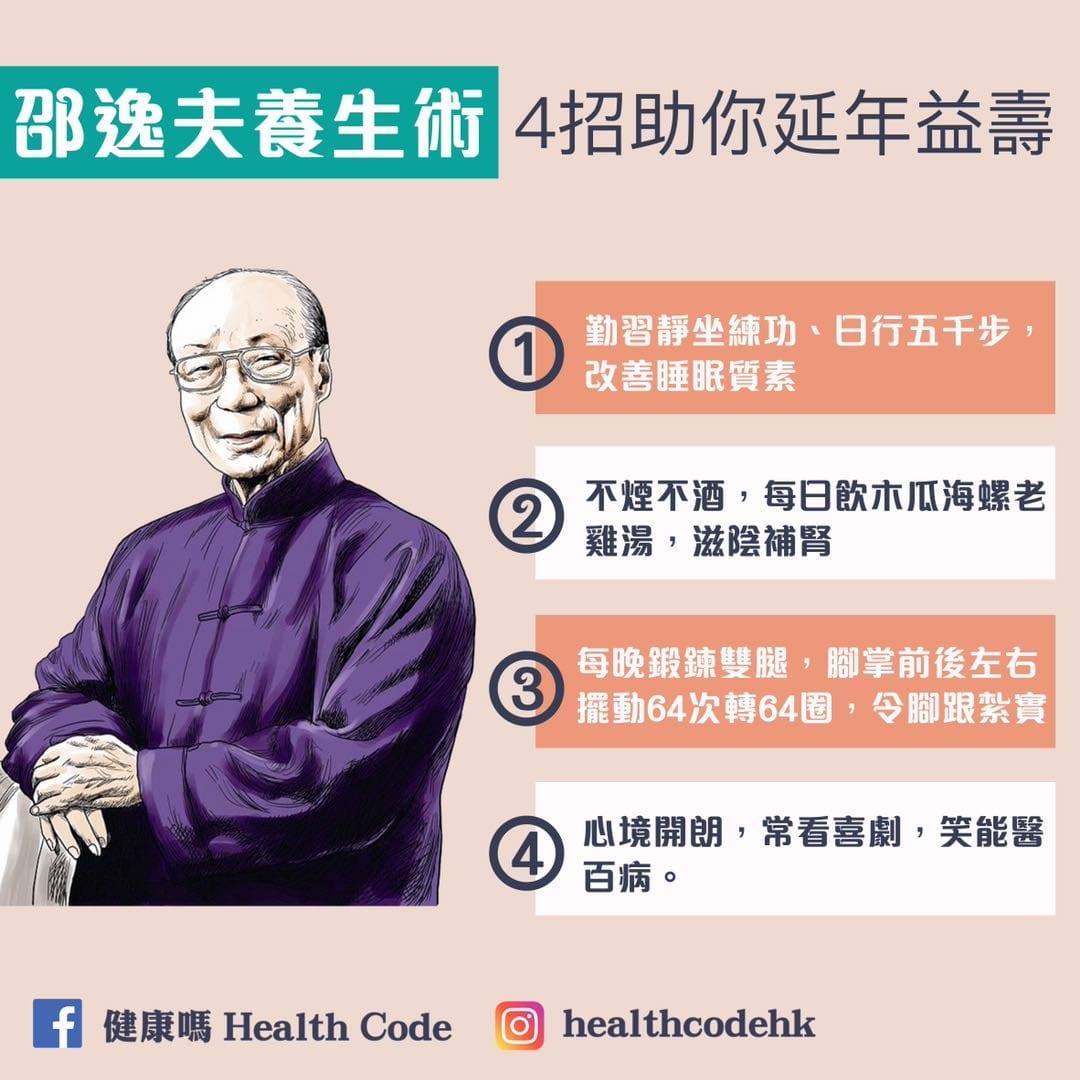 邵逸夫養生術 4招助你延年益壽
1 勤習靜坐練功、日行五千步，
改善睡眠質素
2 不煙不酒，每日飲木瓜海螺老
雞湯，滋陰補腎
3 每晚鍛鍊雙腿，腳掌前後左右
擺動64次轉64圈，令腳跟紮實
4 心境開朗，常看喜劇，笑能醫
百病。
健康嗎 Health Code healthcodehk